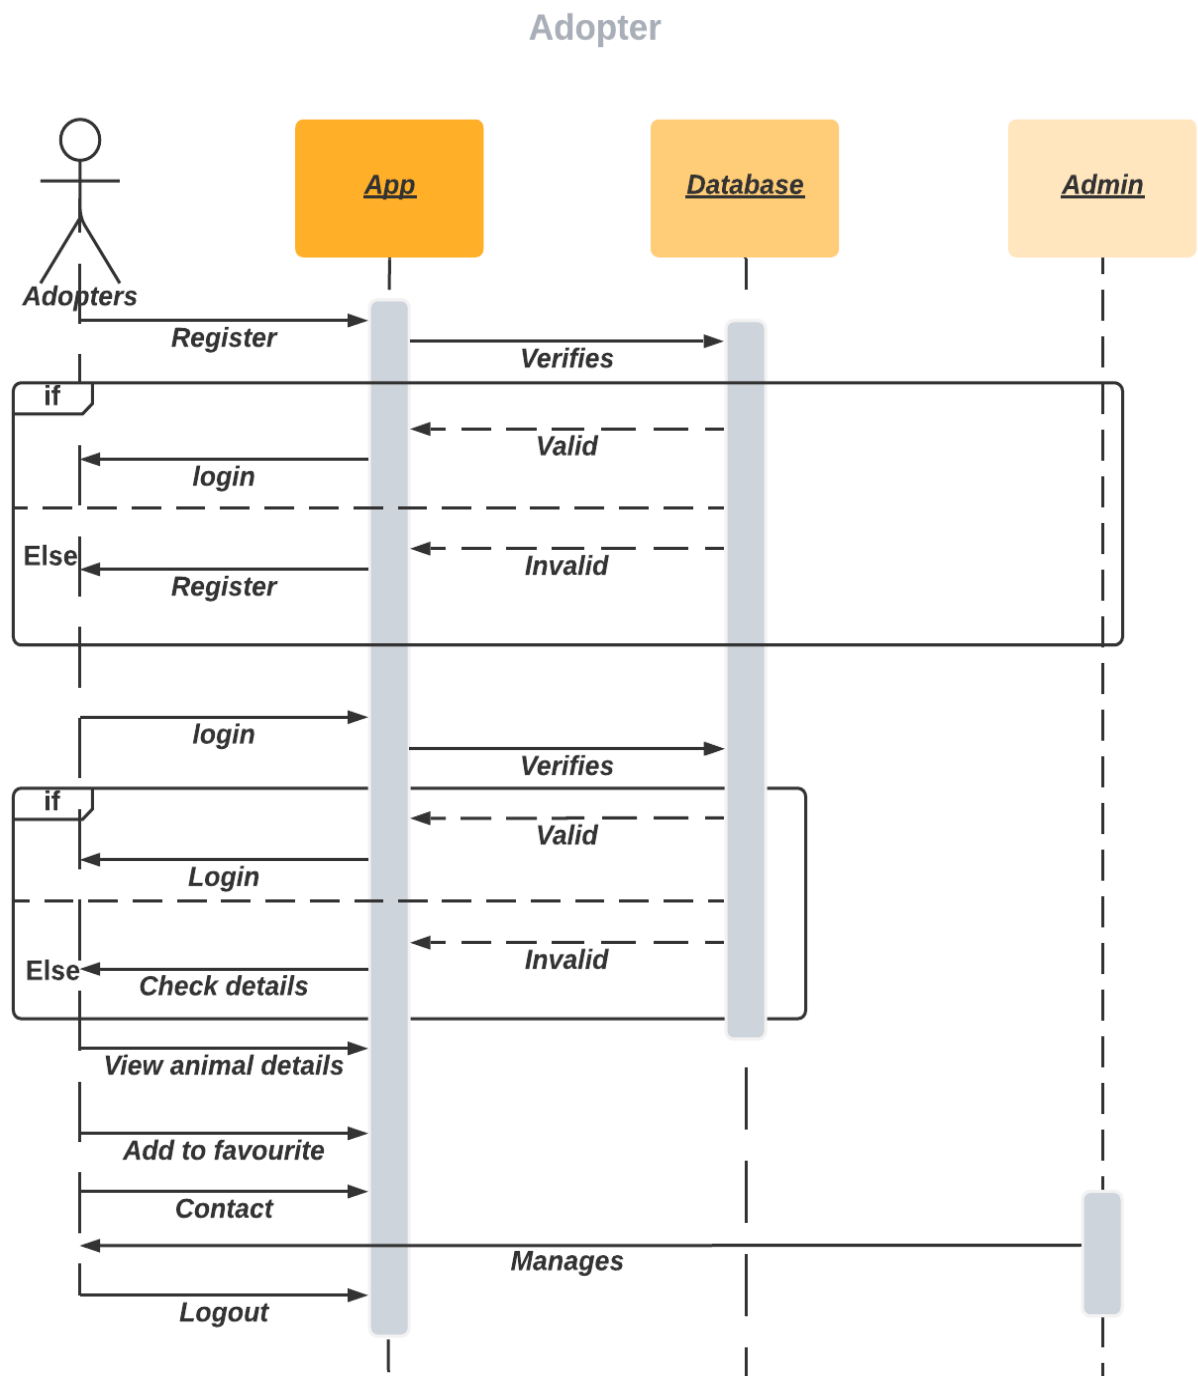 Adopter
App
Database
Admin
Adopters
Register
Verifies
if
Valid
login
Else
Invalid
Register
login
Verifies
if
Valid
Login
Invalid
Else
Check details
View animal details
Add to favourite
Contact
Manages
Logout